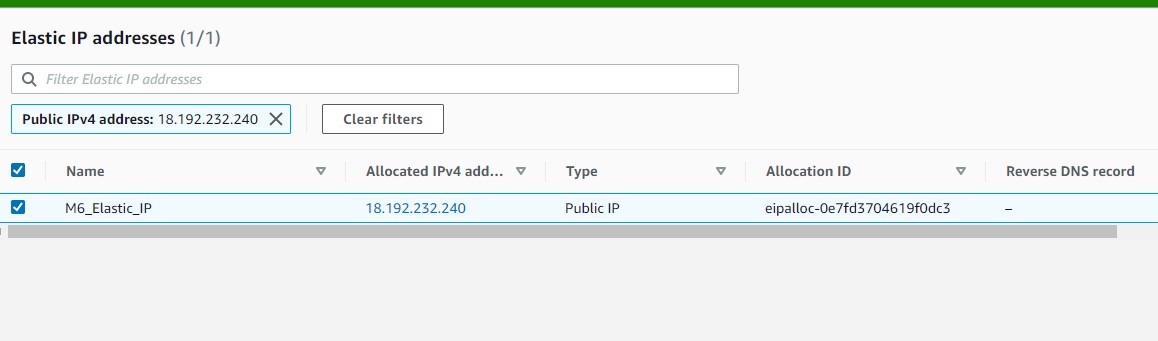 Elastic IP addresses (1/1)
Filter Elastic IP addresses
Public IPv4 address: 18.192.232.240
Clear filters
Name Allocated IPv4 add... Type Allocation ID Reverse DNS record
M6_Elastic_IP 18.192.232.240 Public IP eipalloc-0e7fd3704619f0dc3 –